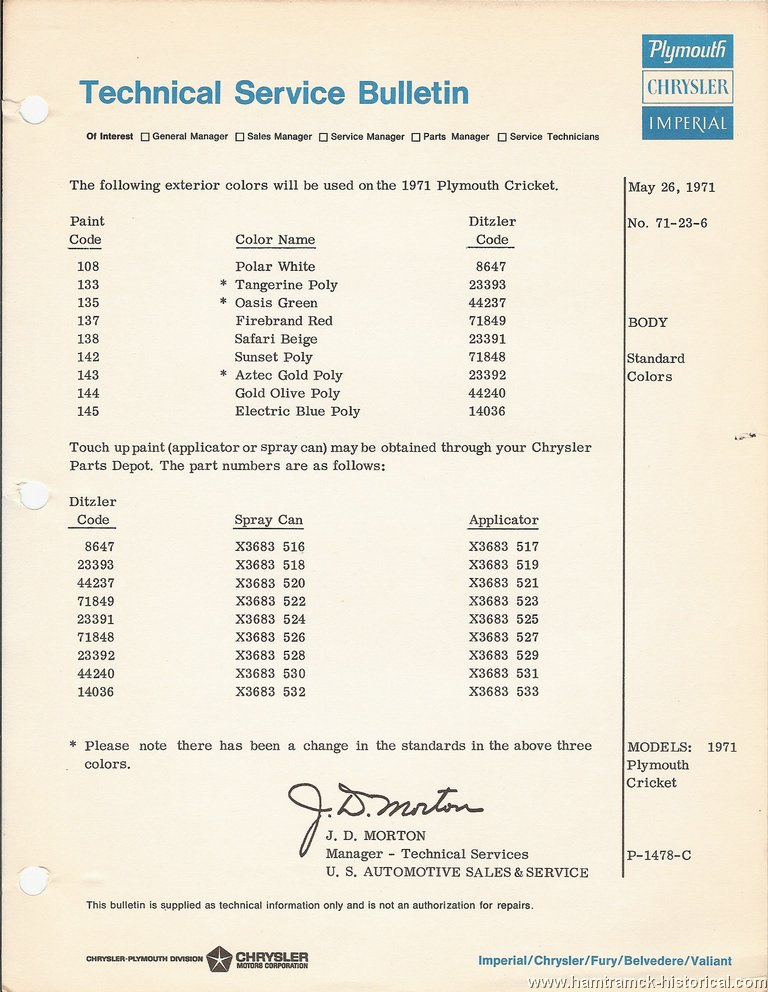 Plymouth
CHRYSLER
IMPERIAL
Technical Service Bulletin
Of Interest □ General Manager □ Sales Manager □ Service Manager □ Parts Manager □ Service Technicians
The following exterior colors will be used on the 1971 Plymouth Cricket.
May 26, 1971
No. 71-23-6
Paint Ditzler
Code Color Name Code
108 Polar White 8647
133 * Tangerine Poly 23393
135 * Oasis Green 44237
137 Firebrand Red 71849
138 Safari Beige 23391
142 Sunset Poly 71848
143 * Aztec Gold Poly 23392
144 Gold Olive Poly 44240
145 Electric Blue Poly 14036
BODY
Standard
Colors
Touch up paint (applicator or spray can) may be obtained through your Chrysler
Parts Depot. The part numbers are as follows:
Ditzler
Code Spray Can Applicator
8647 X3683 516 X3683 517
23393 X3683 518 X3683 519
44237 X3683 520 X3683 521
71849 X3683 522 X3683 523
23391 X3683 524 X3683 525
71848 X3683 526 X3683 527
23392 X3683 528 X3683 529
44240 X3683 530 X3683 531
14036 X3683 532 X3683 533
* Please note there has been a change in the standards in the above three
colors.
MODELS: 1971
Plymouth
Cricket
J. D. Morton
J. D. MORTON
Manager - Technical Services
U. S. AUTOMOTIVE SALES & SERVICE
P-1478-C
This bulletin is supplied as technical information only and is not an authorization for repairs.
CHRYSLER-PLYMOUTH DIVISION CHRYSLER
MOTORS CORPORATION
Imperial/Chrysler/Fury/Belvedere/Valiant
www.hamtramck-historical.com